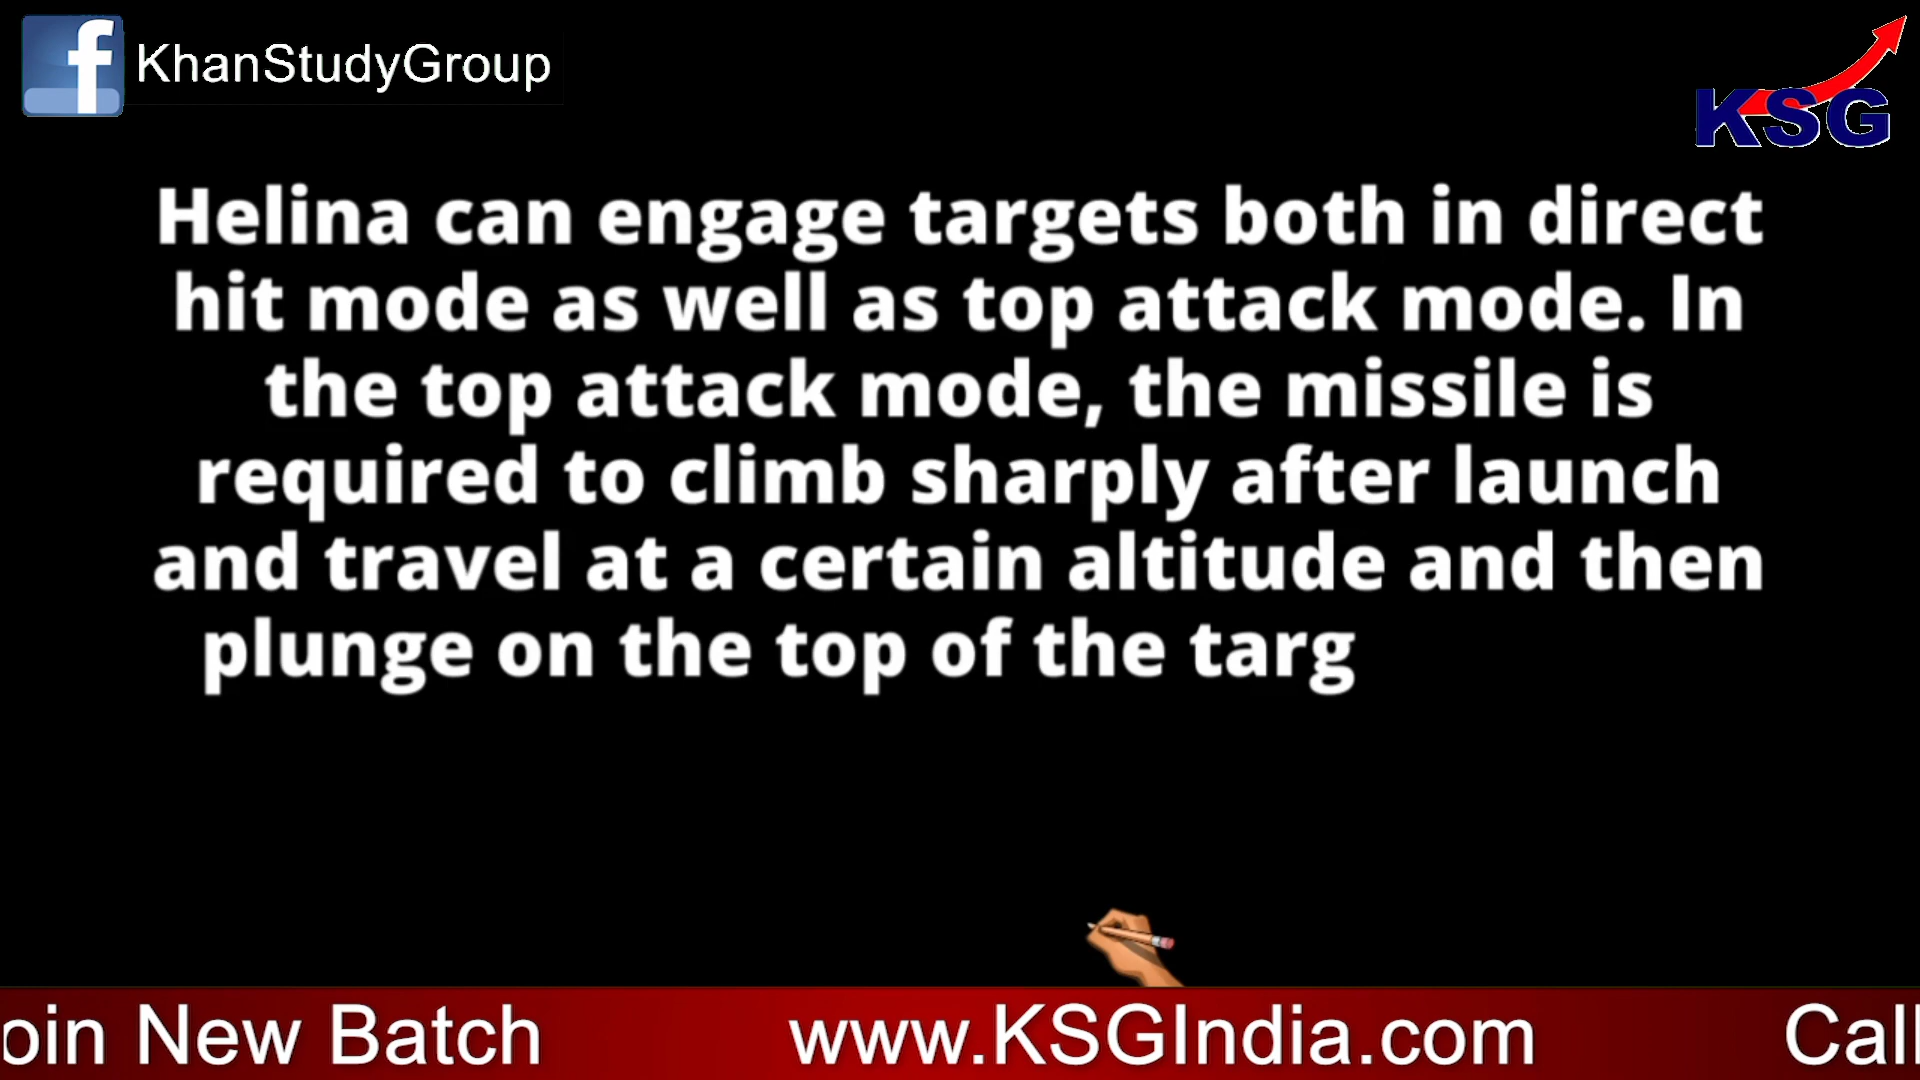 KhanStudyGroup
KSG
Helina can engage targets both in direct
hit mode as well as top attack mode. In
the top attack mode, the missile is
required to climb sharply after launch
and travel at a certain altitude and then
plunge on the top of the targ
oin New Batch www.KSGIndia.com Call